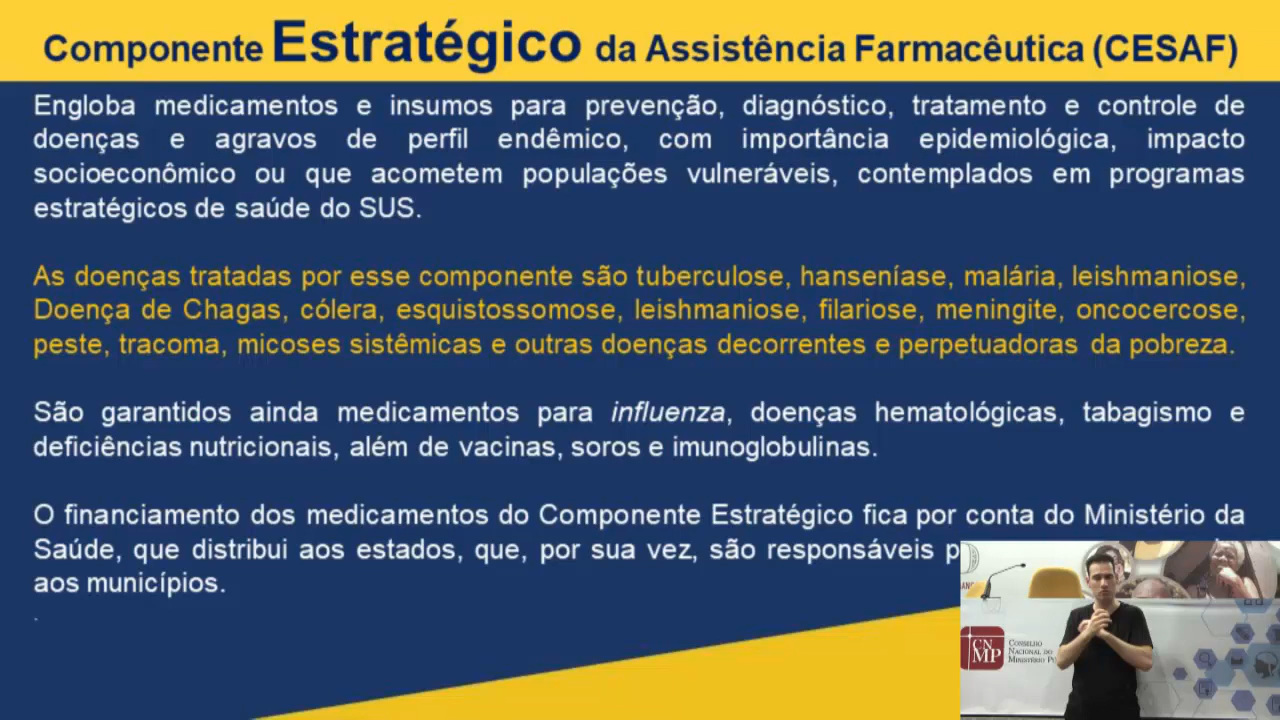 Componente Estratégico da Assistência Farmacêutica (CESAF)
Engloba medicamentos e insumos para prevenção, diagnóstico, tratamento e controle de
doenças e agravos de perfil endêmico, com importância epidemiológica, impacto
socioeconômico ou que acometem populações vulneráveis, contemplados em programas
estratégicos de saúde do SUS.
As doenças tratadas por esse componente são tuberculose, hanseníase, malária, leishmaniose,
Doença de Chagas, cólera, esquistossomose, leishmaniose, filariose, meningite, oncocercose,
peste, tracoma, micoses sistêmicas e outras doenças decorrentes e perpetuadoras da pobreza.
São garantidos ainda medicamentos para influenza, doenças hematológicas, tabagismo e
deficiências nutricionais, além de vacinas, soros e imunoglobulinas.
O financiamento dos medicamentos do Componente Estratégico fica por conta do Ministério da
Saúde, que distribui aos estados, que, por sua vez, são responsáveis
aos municípios.
.
CN
MP
Conselho
Nacional do
Ministério